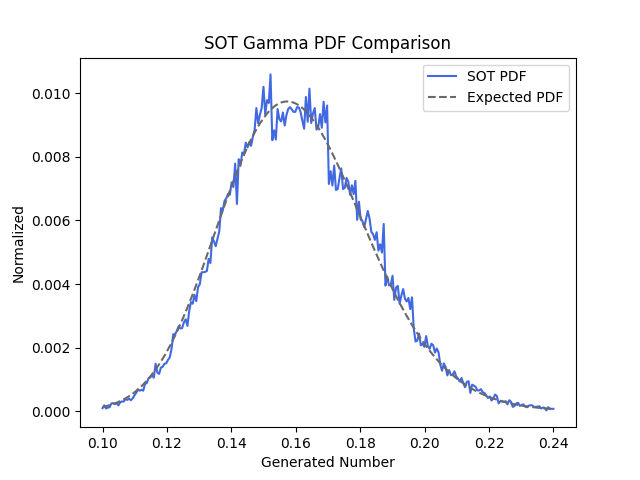 SOT Gamma PDF Comparison
SOT PDF
Expected PDF
Normalized
0.010
0.008
0.006
0.004
0.002
0.000
0.10 0.12 0.14 0.16 0.18 0.20 0.22 0.24
Generated Number